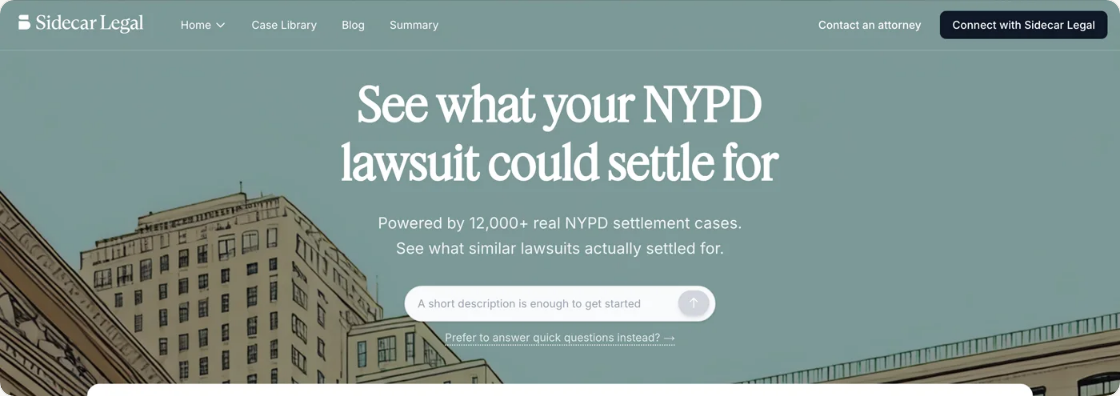 Sidecar Legal
Home
Case Library
Blog
Summary
Contact an attorney
Connect with Sidecar Legal
See what your NYPD
lawsuit could settle for
Powered by 12,000+ real NYPD settlement cases.
See what similar lawsuits actually settled for.
A short description is enough to get started
Prefer to answer quick questions instead? →